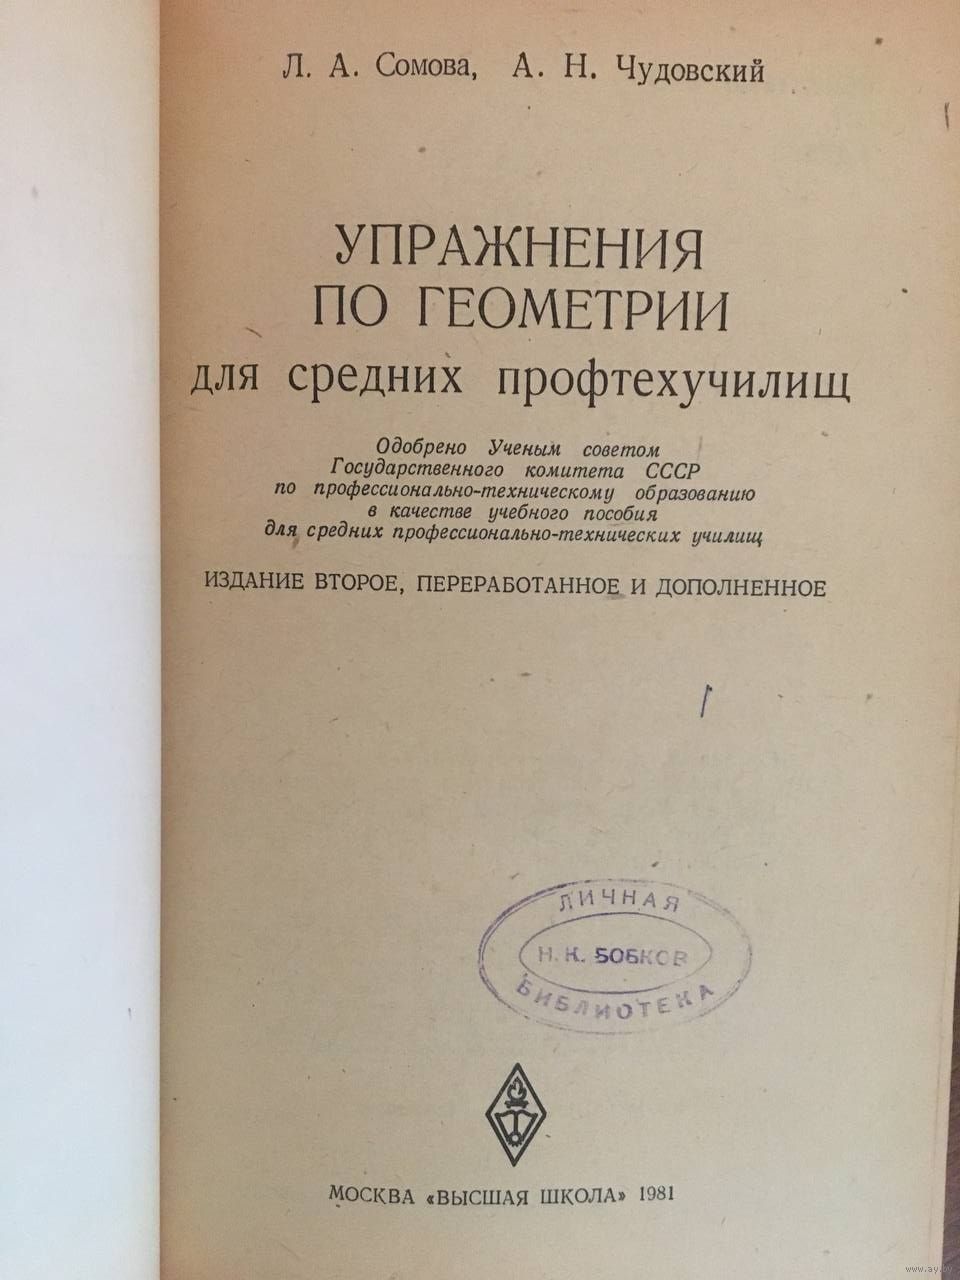 Л. А. Сомова, А. Н. Чудовский
УПРАЖНЕНИЯ
ПО ГЕОМЕТРИИ
для средних профтехучилищ
Одобрено Ученым советом
Государственного комитета СССР
по профессионально-техническому образованию
в качестве учебного пособия
для средних профессионально-технических училищ
ИЗДАНИЕ ВТОРОЕ, ПЕРЕРАБОТАННОЕ И ДОПОЛНЕННОЕ
ЛИЧНАЯ
Н. К. БОБКОВ
БИБЛИОТЕКА
МОСКВА «ВЫСШАЯ ШКОЛА» 1981